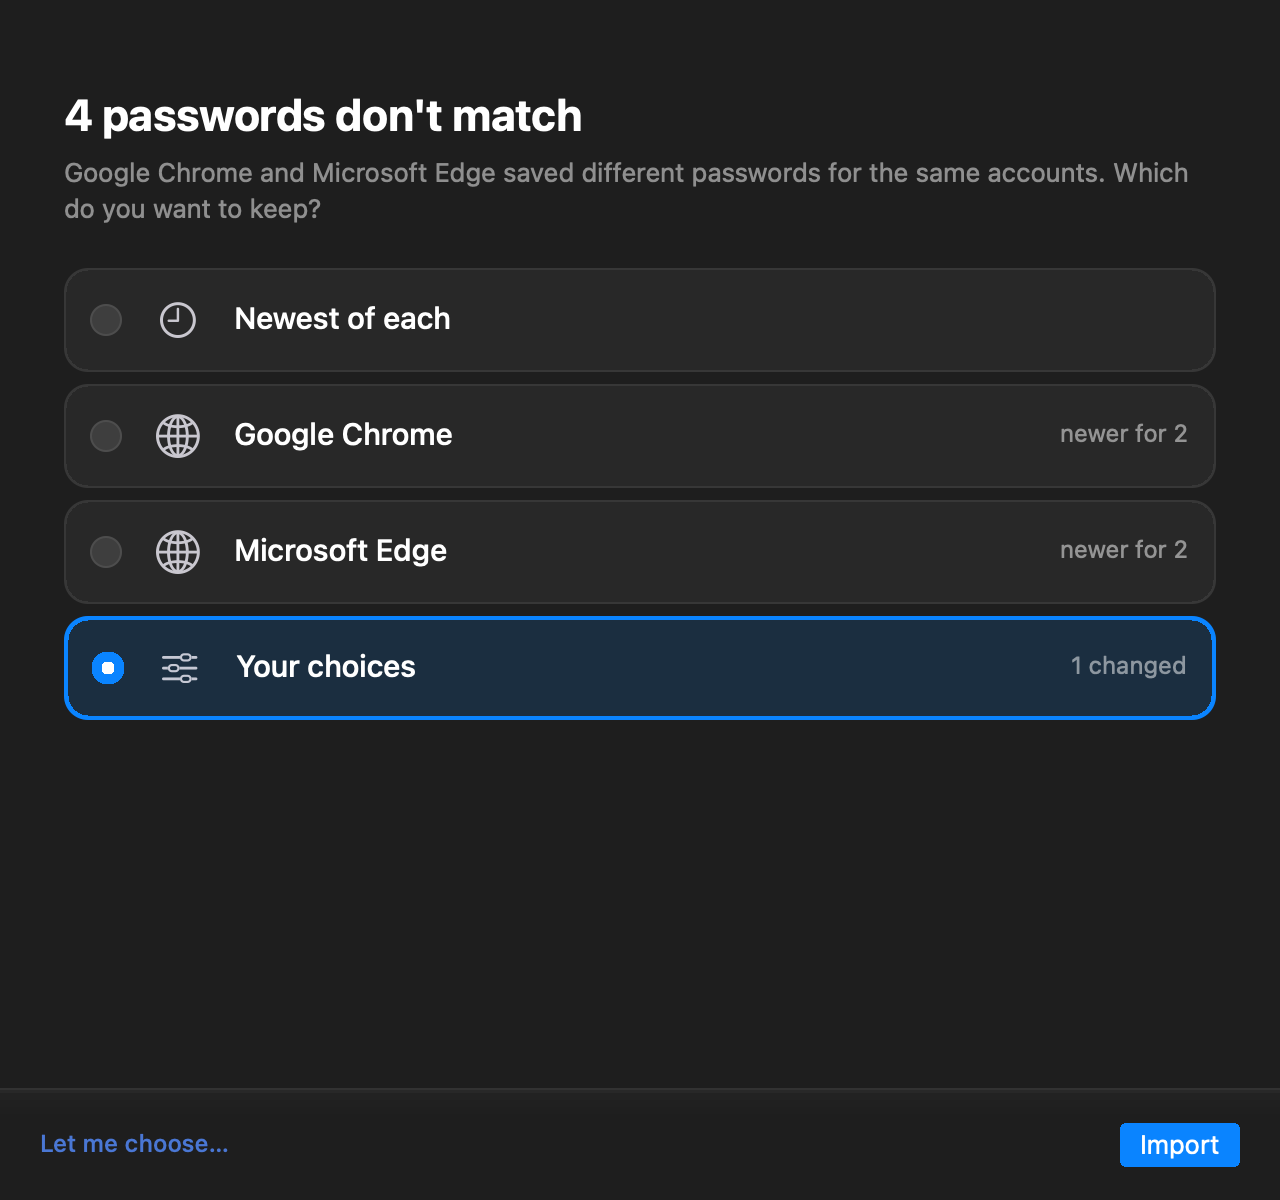 4 passwords don't match
Google Chrome and Microsoft Edge saved different passwords for the same accounts. Which
do you want to keep?
Newest of each
Google Chrome newer for 2
Microsoft Edge newer for 2
Your choices 1 changed
Let me choose... Import